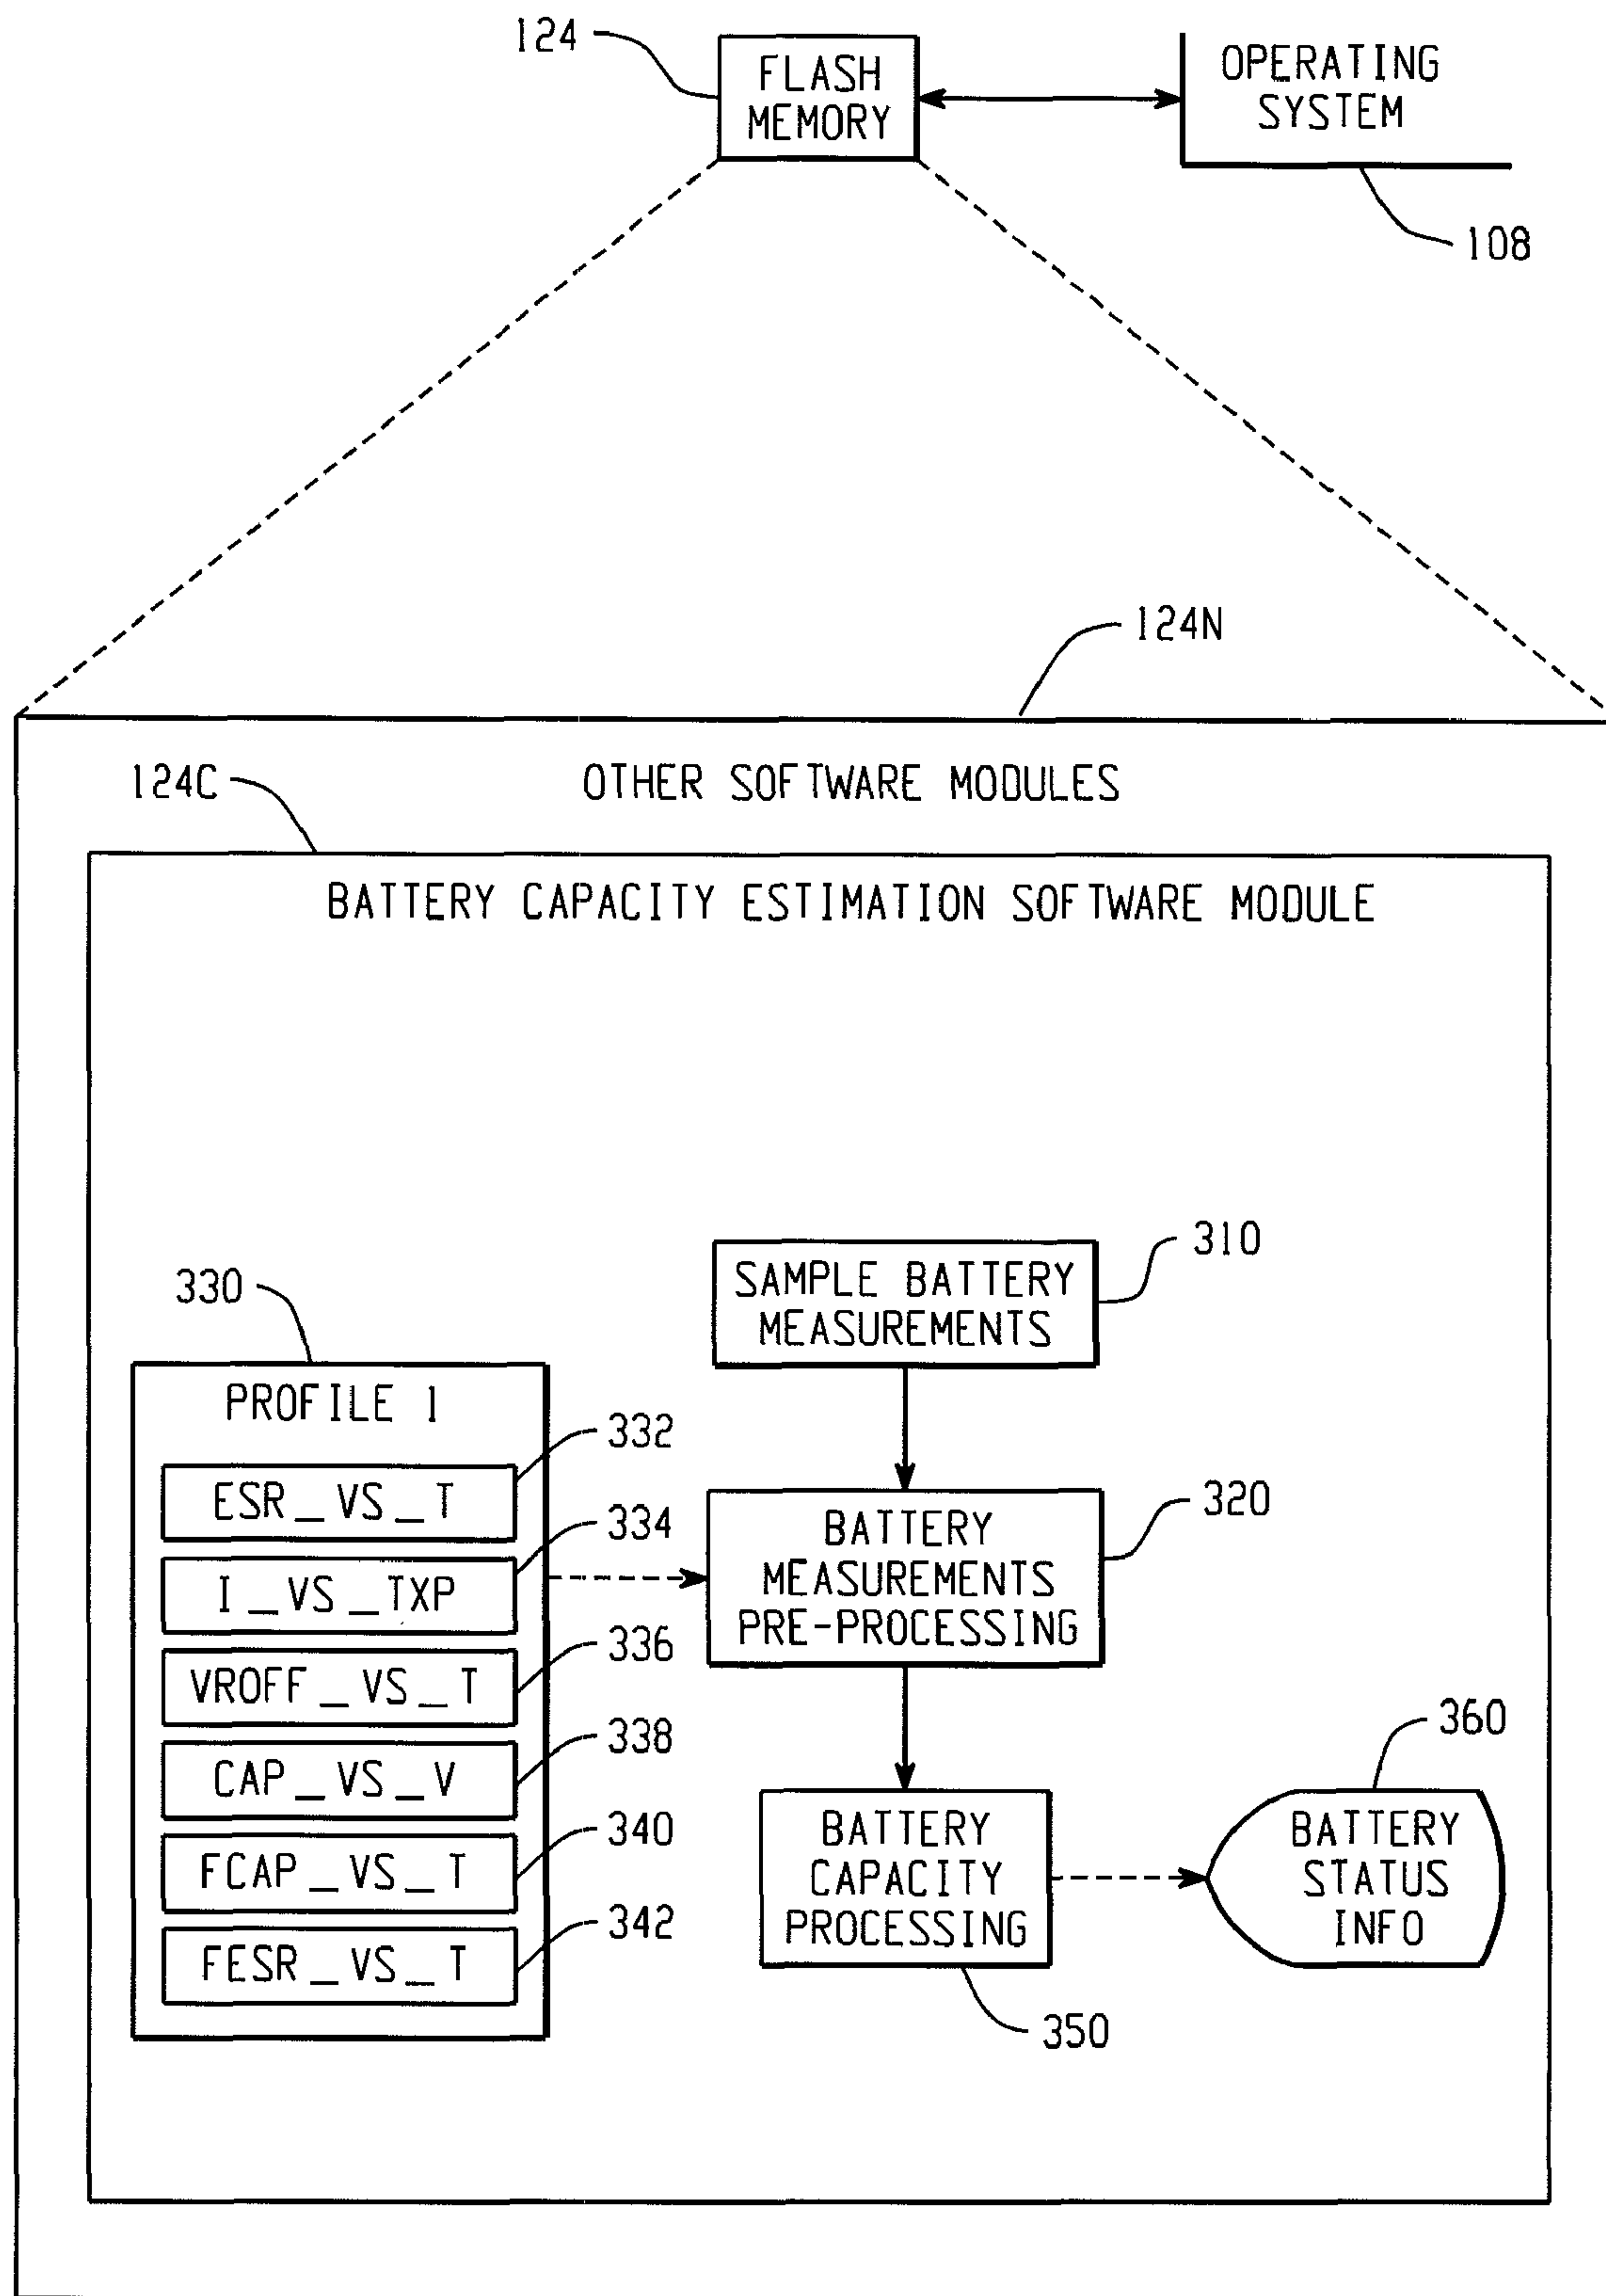 124
FLASH
MEMORY
OPERATING
SYSTEM
108
124N
OTHER SOFTWARE MODULES
124C
BATTERY CAPACITY ESTIMATION SOFTWARE MODULE
310
SAMPLE BATTERY
MEASUREMENTS
330
PROFILE 1
332
ESR_VS_T
334
I_VS_TXP
336
VROFF_VS_T
338
CAP_VS_V
340
FCAP_VS_T
342
FESR_VS_T
320
BATTERY
MEASUREMENTS
PRE-PROCESSING
BATTERY
CAPACITY
PROCESSING
350
360
BATTERY
STATUS
INFO